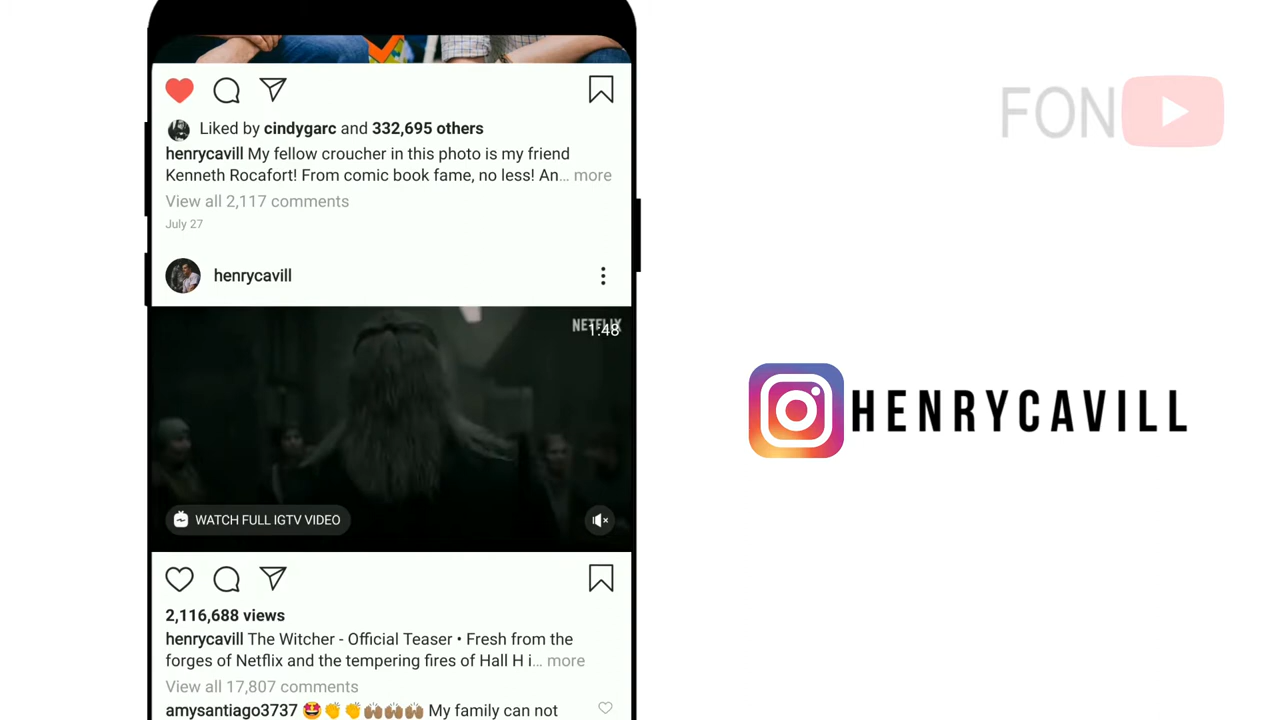 FON
Liked by cindygarc and 332,695 others
henrycavill My fellow croucher in this photo is my friend
Kenneth Rocafort! From comic book fame, no less! An... more
View all 2,117 comments
July 27
henrycavill
NETFLIX
1:48
WATCH FULL IGTV VIDEO
HENRYCAVILL
2,116,688 views
henrycavill The Witcher - Official Teaser • Fresh from the
forges of Netflix and the tempering fires of Hall H i... more
View all 17,807 comments
amysantiago3737 🤩👏👏🙌🏽🙌🏽🙌🏽 My family can not